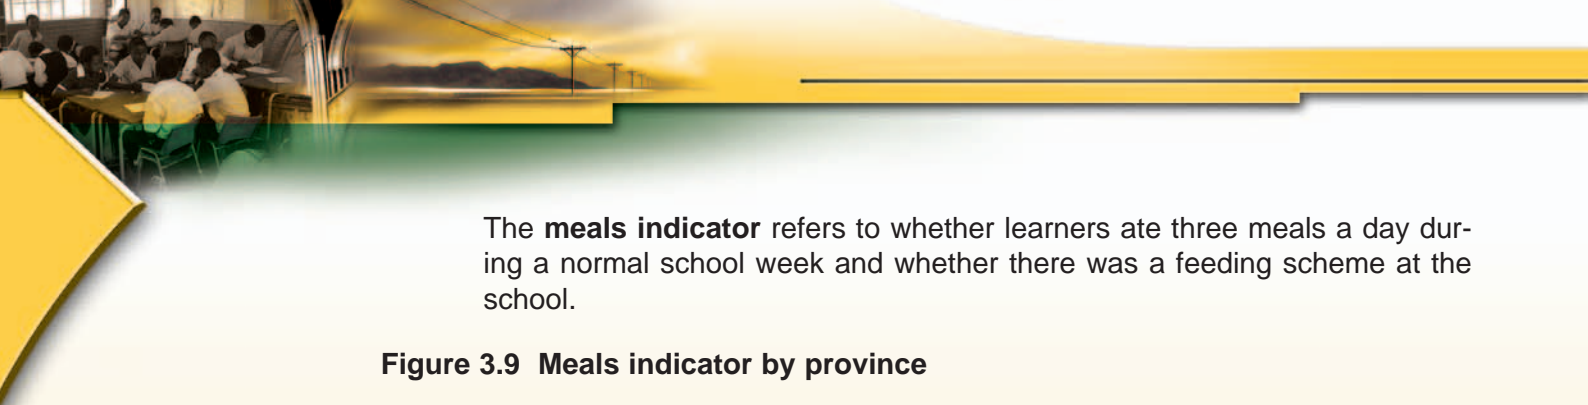 The meals indicator refers to whether learners ate three meals a day dur-
ing a normal school week and whether there was a feeding scheme at the
school.
Figure 3.9 Meals indicator by province